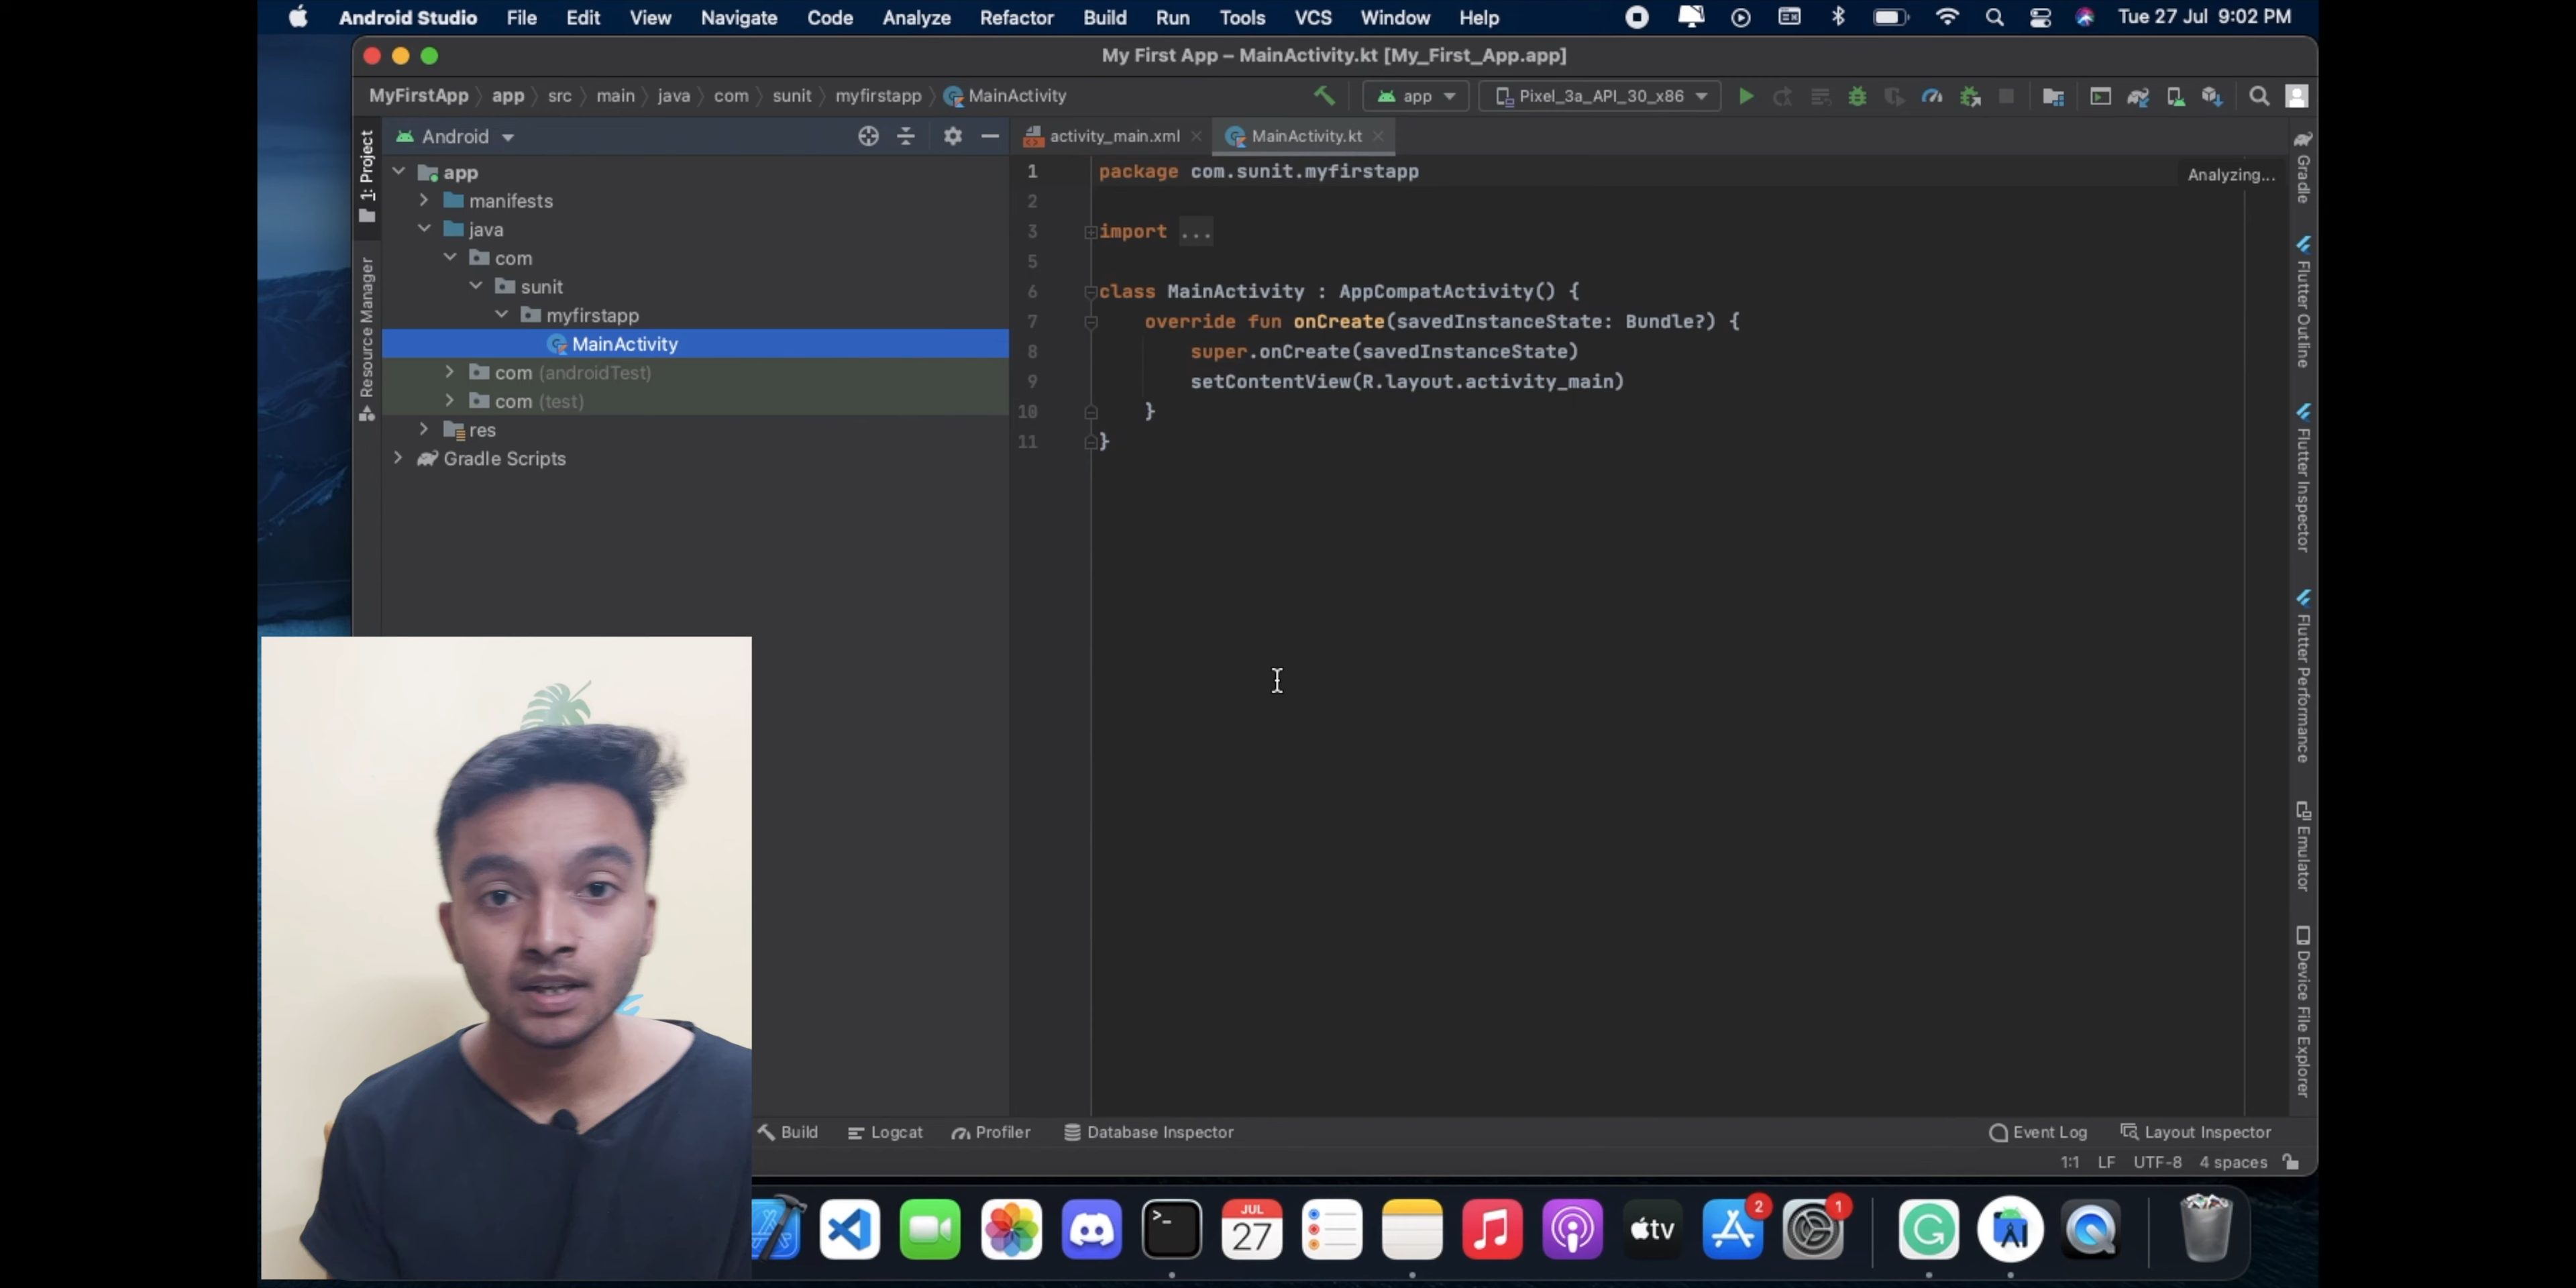 Android Studio File Edit View Navigate Code Analyze Refactor Build Run Tools VCS Window Help Tue 27 Jul 9:02 PM
My First App – MainActivity.kt [My_First_App.app]
MyFirstApp app src main java com sunit myfirstapp MainActivity app Pixel_3a_API_30_x86
Android
activity_main.xml MainActivity.kt
1: Project
Resource Manager
app
manifests
java
com
sunit
myfirstapp
MainActivity
com (androidTest)
com (test)
res
Gradle Scripts
1 package com.sunit.myfirstapp
Analyzing...
2
3 import ...
5
6 class MainActivity : AppCompatActivity() {
7 override fun onCreate(savedInstanceState: Bundle?) {
8 super.onCreate(savedInstanceState)
9 setContentView(R.layout.activity_main)
10 }
11 }
Gradle
Flutter Outline
Flutter Inspector
Flutter Performance
Emulator
Device File Explorer
Build Logcat Profiler Database Inspector Event Log Layout Inspector
1:1 LF UTF-8 4 spaces
>_
JUL
27
tv
2
1